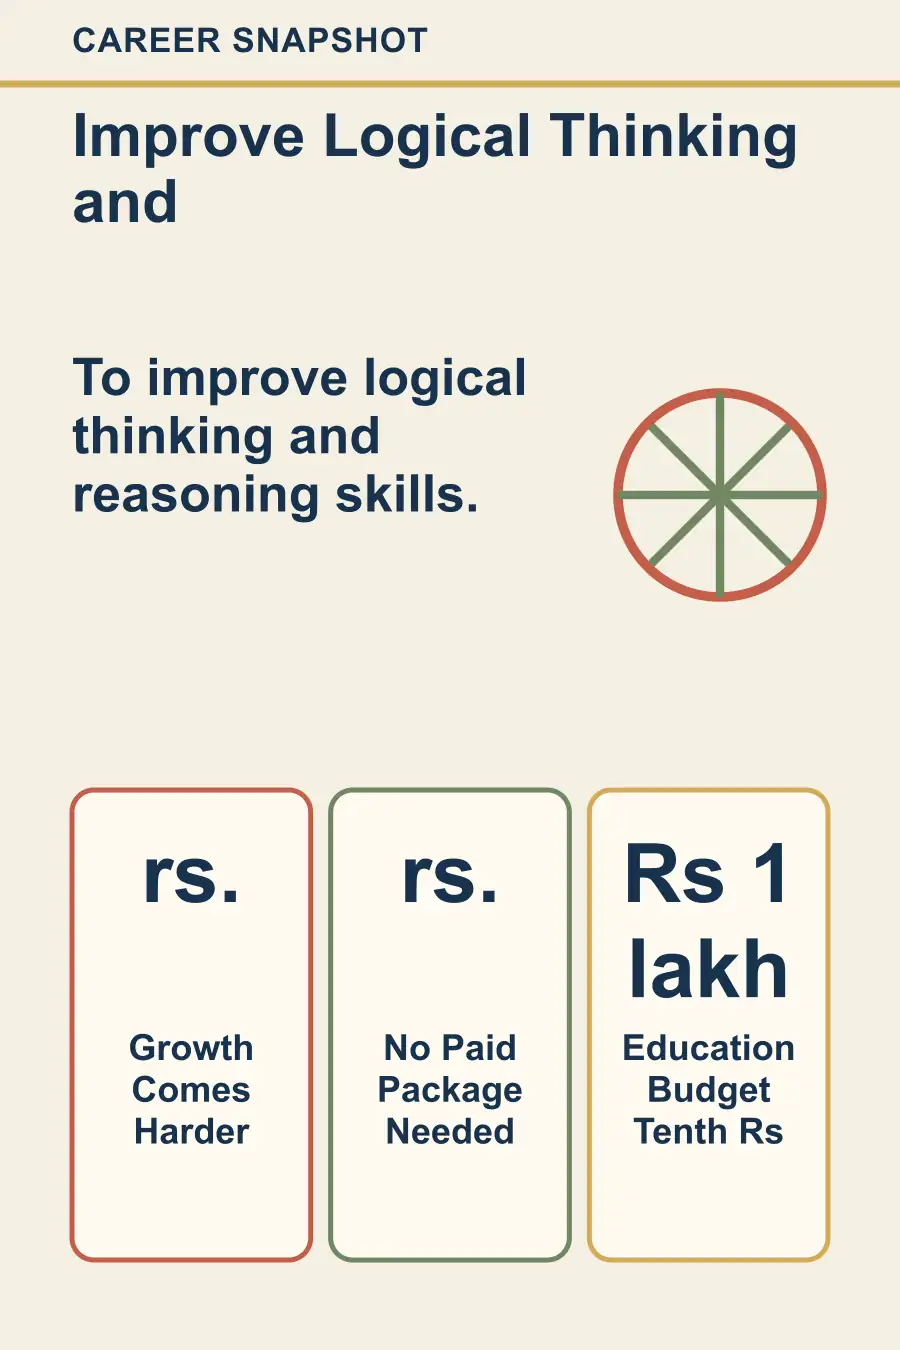 CAREER SNAPSHOT
Improve Logical Thinking
and
To improve logical
thinking and
reasoning skills.
rs.
Growth
Comes
Harder
rs.
No Paid
Package
Needed
Rs 1
lakh
Education
Budget
Tenth Rs